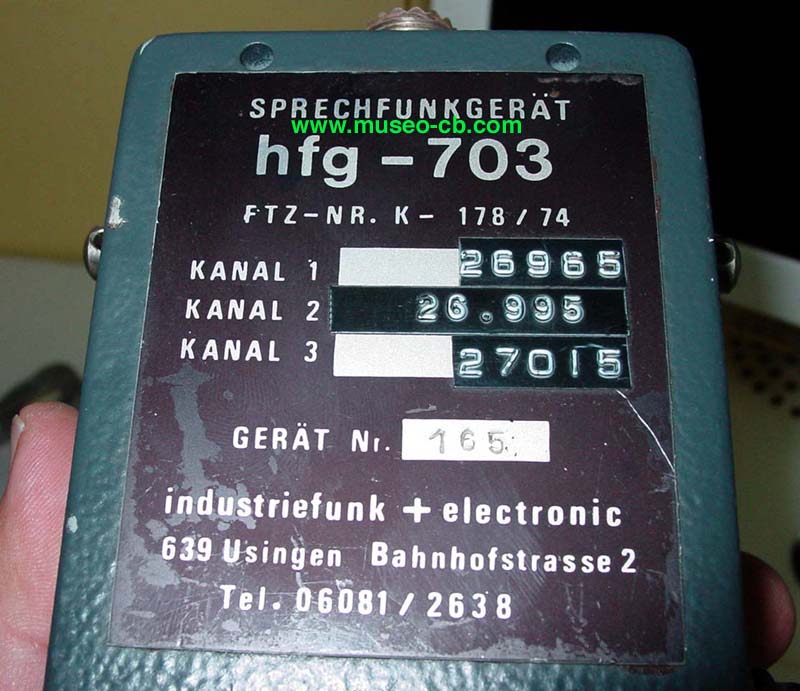 SPRECHFUNKGERÄT
www.museo-cb.com
hfg - 703
FTZ-NR. K- 178/74
KANAL 1 26965
KANAL 2 26.995
KANAL 3 27015
GERÄT Nr. 165
industriefunk + electronic
639 Usingen Bahnhofstrasse 2
Tel. 06081/2638